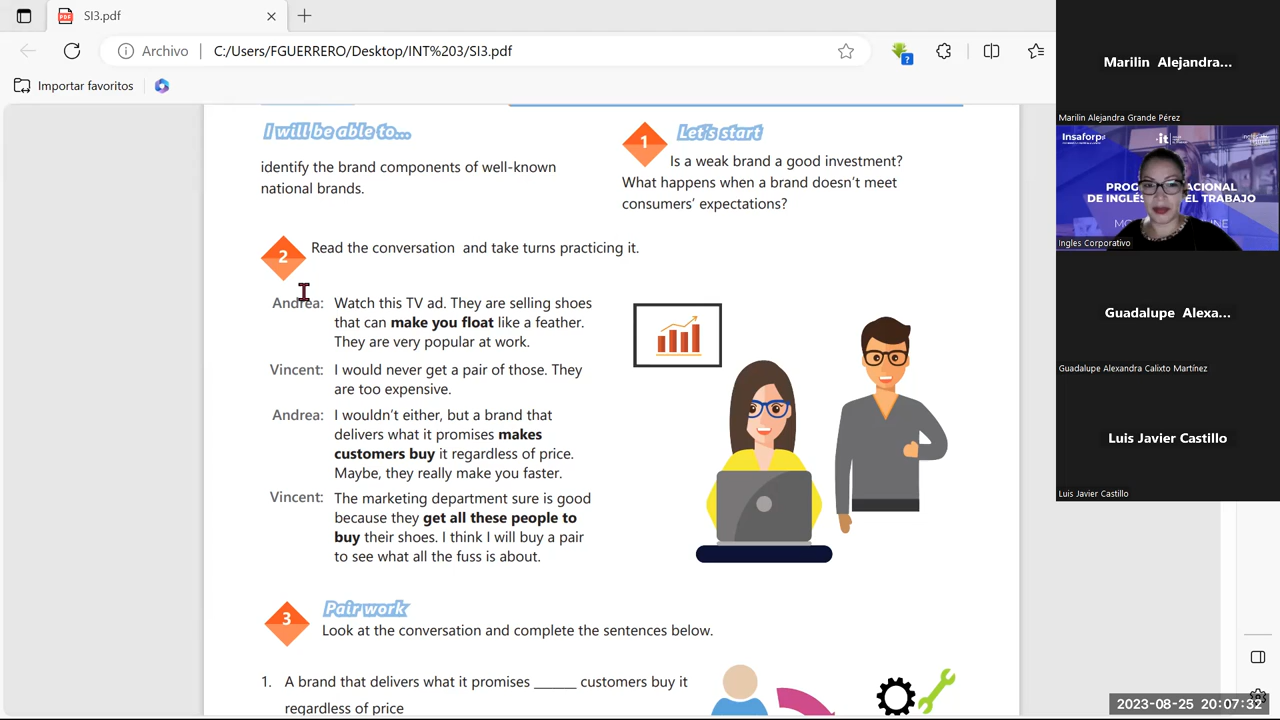 SI3.pdf
Archivo
C:/Users/FGUERRERO/Desktop/INT%203/SI3.pdf
Importar favoritos
I will be able to...
identify the brand components of well-known
national brands.
1
Let's start
Is a weak brand a good investment?
What happens when a brand doesn't meet
consumers' expectations?
2
Read the conversation and take turns practicing it.
Andrea: Watch this TV ad. They are selling shoes
that can make you float like a feather.
They are very popular at work.
Vincent: I would never get a pair of those. They
are too expensive.
Andrea: I wouldn't either, but a brand that
delivers what it promises makes
customers buy it regardless of price.
Maybe, they really make you faster.
Vincent: The marketing department sure is good
because they get all these people to
buy their shoes. I think I will buy a pair
to see what all the fuss is about.
3
Pair work
Look at the conversation and complete the sentences below.
1. A brand that delivers what it promises ______ customers buy it
regardless of price
Marilin Alejandra...
Marilin Alejandra Grande Pérez
Insaforp
it
Ingles Corporativo
Guadalupe Alexa...
Guadalupe Alexandra Calixto Martínez
Luis Javier Castillo
Luis Javier Castillo
2023-08-25 20:07:32